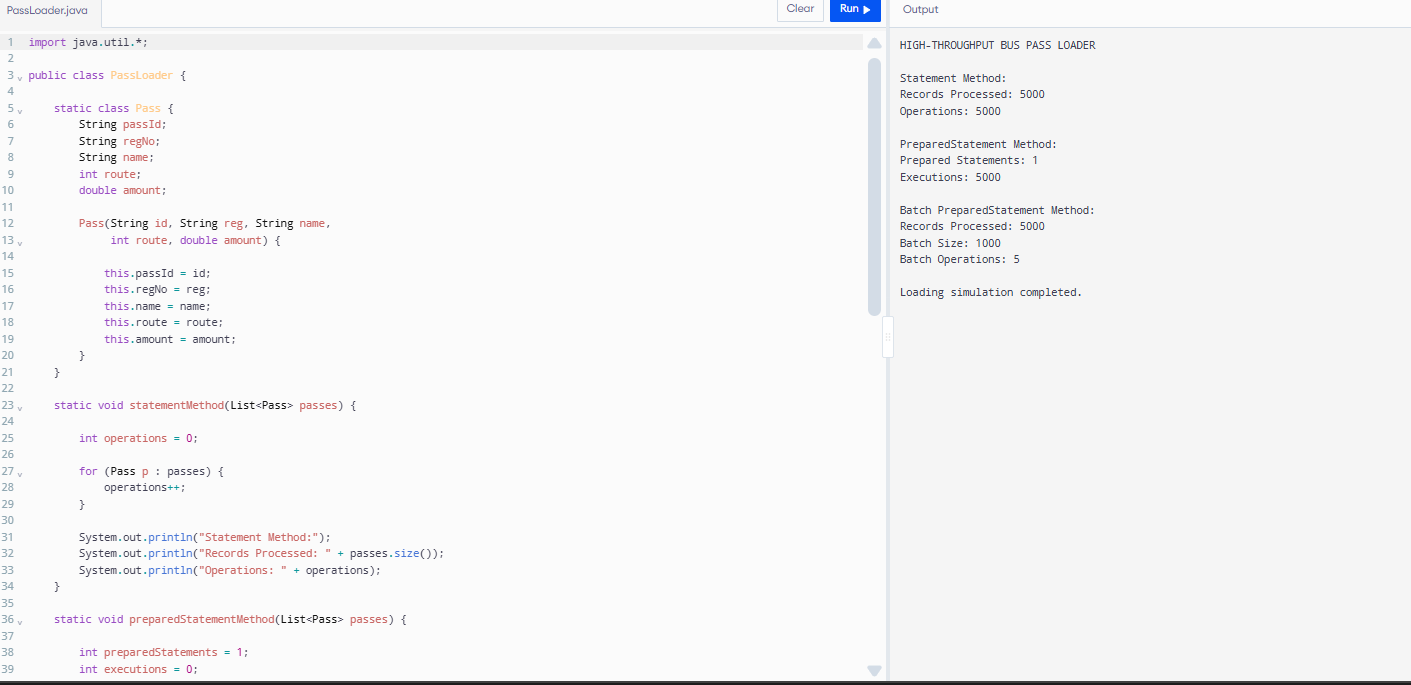 PassLoader.java
Clear
Run
Output
1 import java.util.*;
2
3 public class PassLoader {
4
5     static class Pass {
6         String passId;
7         String regNo;
8         String name;
9         int route;
10         double amount;
11
12         Pass(String id, String reg, String name,
13              int route, double amount) {
14
15             this.passId = id;
16             this.regNo = reg;
17             this.name = name;
18             this.route = route;
19             this.amount = amount;
20         }
21     }
22
23     static void statementMethod(List<Pass> passes) {
24
25         int operations = 0;
26
27         for (Pass p : passes) {
28             operations++;
29         }
30
31         System.out.println("Statement Method:");
32         System.out.println("Records Processed: " + passes.size());
33         System.out.println("Operations: " + operations);
34     }
35
36     static void preparedStatementMethod(List<Pass> passes) {
37
38         int preparedStatements = 1;
39         int executions = 0;
HIGH-THROUGHPUT BUS PASS LOADER
Statement Method:
Records Processed: 5000
Operations: 5000
PreparedStatement Method:
Prepared Statements: 1
Executions: 5000
Batch PreparedStatement Method:
Records Processed: 5000
Batch Size: 1000
Batch Operations: 5
Loading simulation completed.